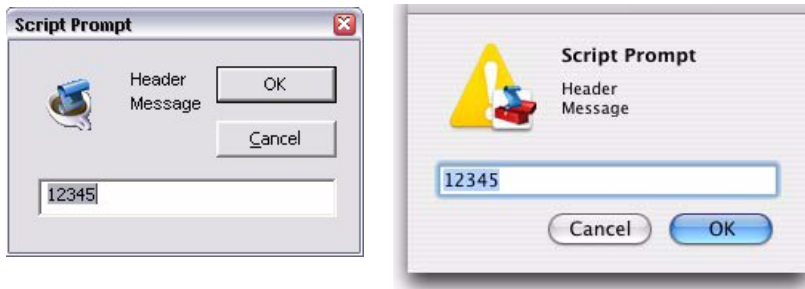 Script Prompt
Header
Message
OK
Cancel
12345
Script Prompt
Header
Message
12345
Cancel
OK